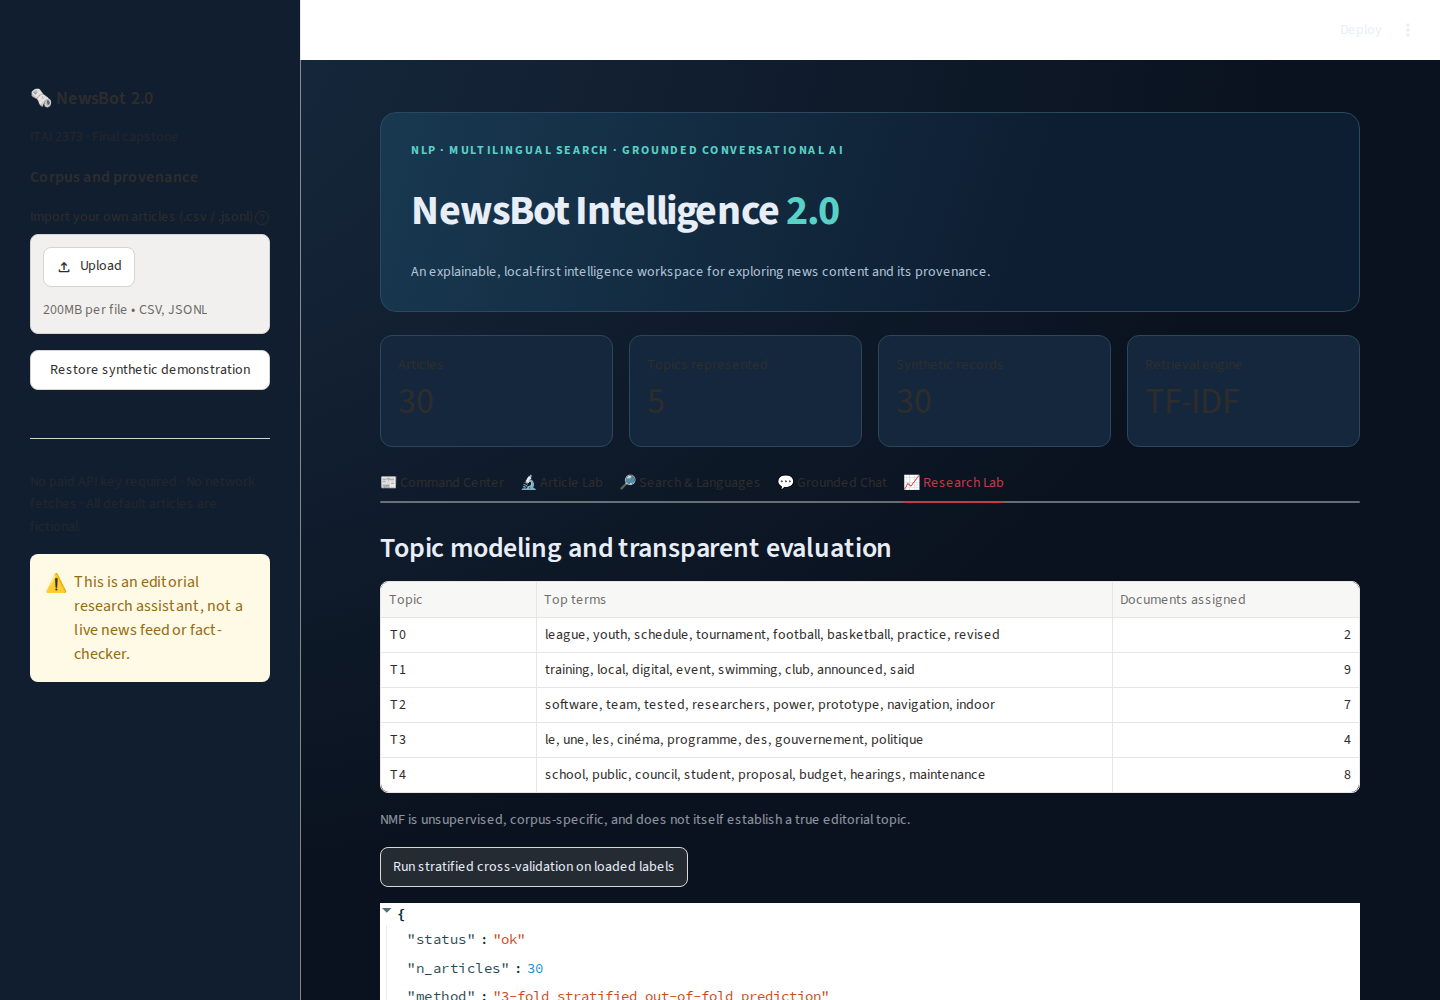 Deploy
NewsBot 2.0
ITAI 2373 · Final capstone
Corpus and provenance
Import your own articles (.csv / .jsonl)
Upload
200MB per file • CSV, JSONL
Restore synthetic demonstration
No paid API key required · No network
fetches · All default articles are
fictional.
This is an editorial
research assistant, not a
live news feed or fact-
checker.
NLP · MULTILINGUAL SEARCH · GROUNDED CONVERSATIONAL AI
NewsBot Intelligence 2.0
An explainable, local-first intelligence workspace for exploring news content and its provenance.
Articles
30
Topics represented
5
Synthetic records
30
Retrieval engine
TF-IDF
Command Center Article Lab Search & Languages Grounded Chat Research Lab
Topic modeling and transparent evaluation
Topic Top terms Documents assigned
T0 league, youth, schedule, tournament, football, basketball, practice, revised 2
T1 training, local, digital, event, swimming, club, announced, said 9
T2 software, team, tested, researchers, power, prototype, navigation, indoor 7
T3 le, une, les, cinéma, programme, des, gouvernement, politique 4
T4 school, public, council, student, proposal, budget, hearings, maintenance 8
NMF is unsupervised, corpus-specific, and does not itself establish a true editorial topic.
Run stratified cross-validation on loaded labels
{
"status" : "ok"
"n_articles" : 30
"method" : "3-fold stratified out-of-fold prediction"